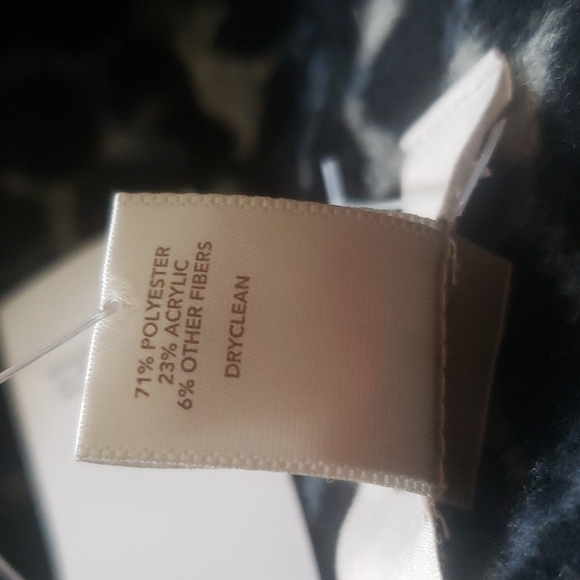 71% POLYESTER
23% ACRYLIC
6% OTHER FIBERS
DRYCLEAN